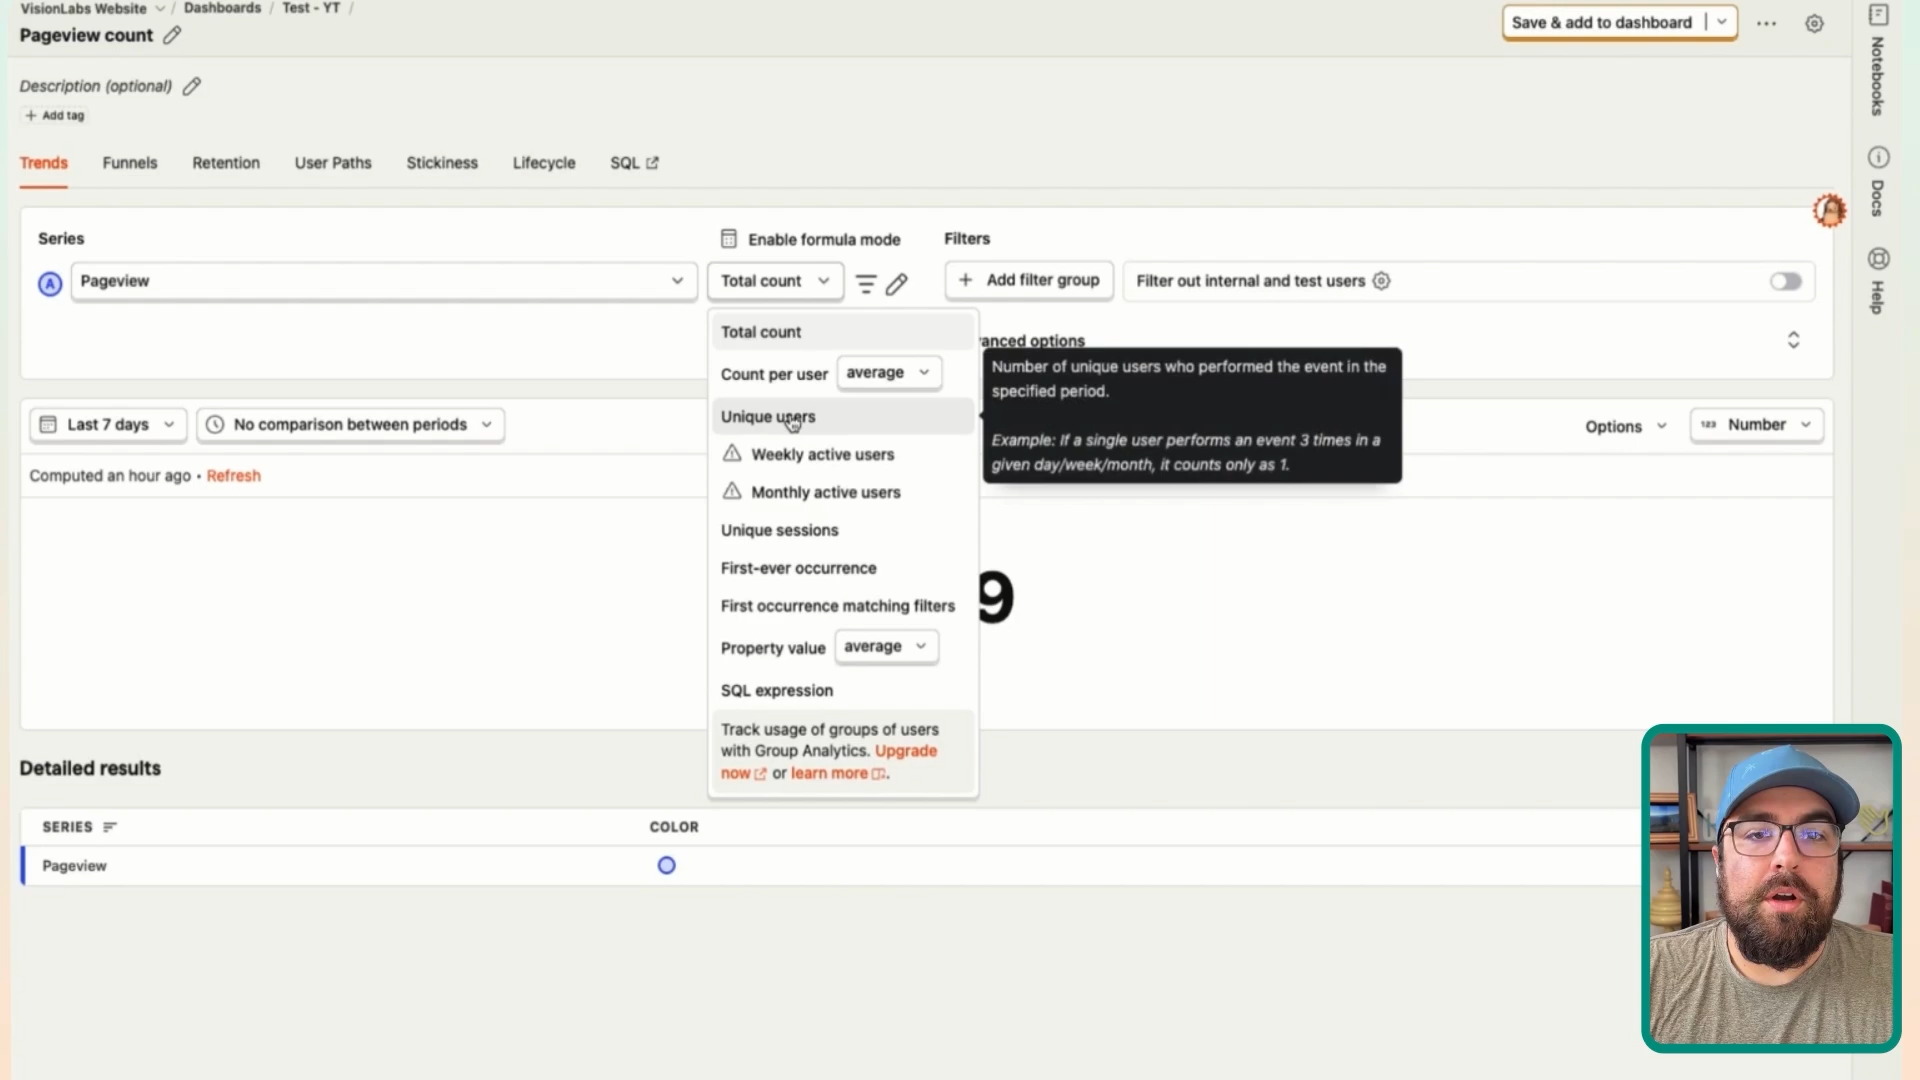 VisionLabs Website / Dashboards / Test - YT /
Pageview count
Save & add to dashboard
Description (optional)
+ Add tag
Trends Funnels Retention User Paths Stickiness Lifecycle SQL
Series
Enable formula mode
Filters
A Pageview
Total count
+ Add filter group
Filter out internal and test users
Total count
anced options
Count per user average
Unique users
Weekly active users
Monthly active users
Unique sessions
First-ever occurrence
First occurrence matching filters
Property value average
SQL expression
Track usage of groups of users
with Group Analytics. Upgrade
now or learn more .
Number of unique users who performed the event in the
specified period.
Example: If a single user performs an event 3 times in a
given day/week/month, it counts only as 1.
Last 7 days
No comparison between periods
Options
123 Number
Computed an hour ago • Refresh
9
Detailed results
SERIES COLOR
Pageview
Notebooks
Docs
Help